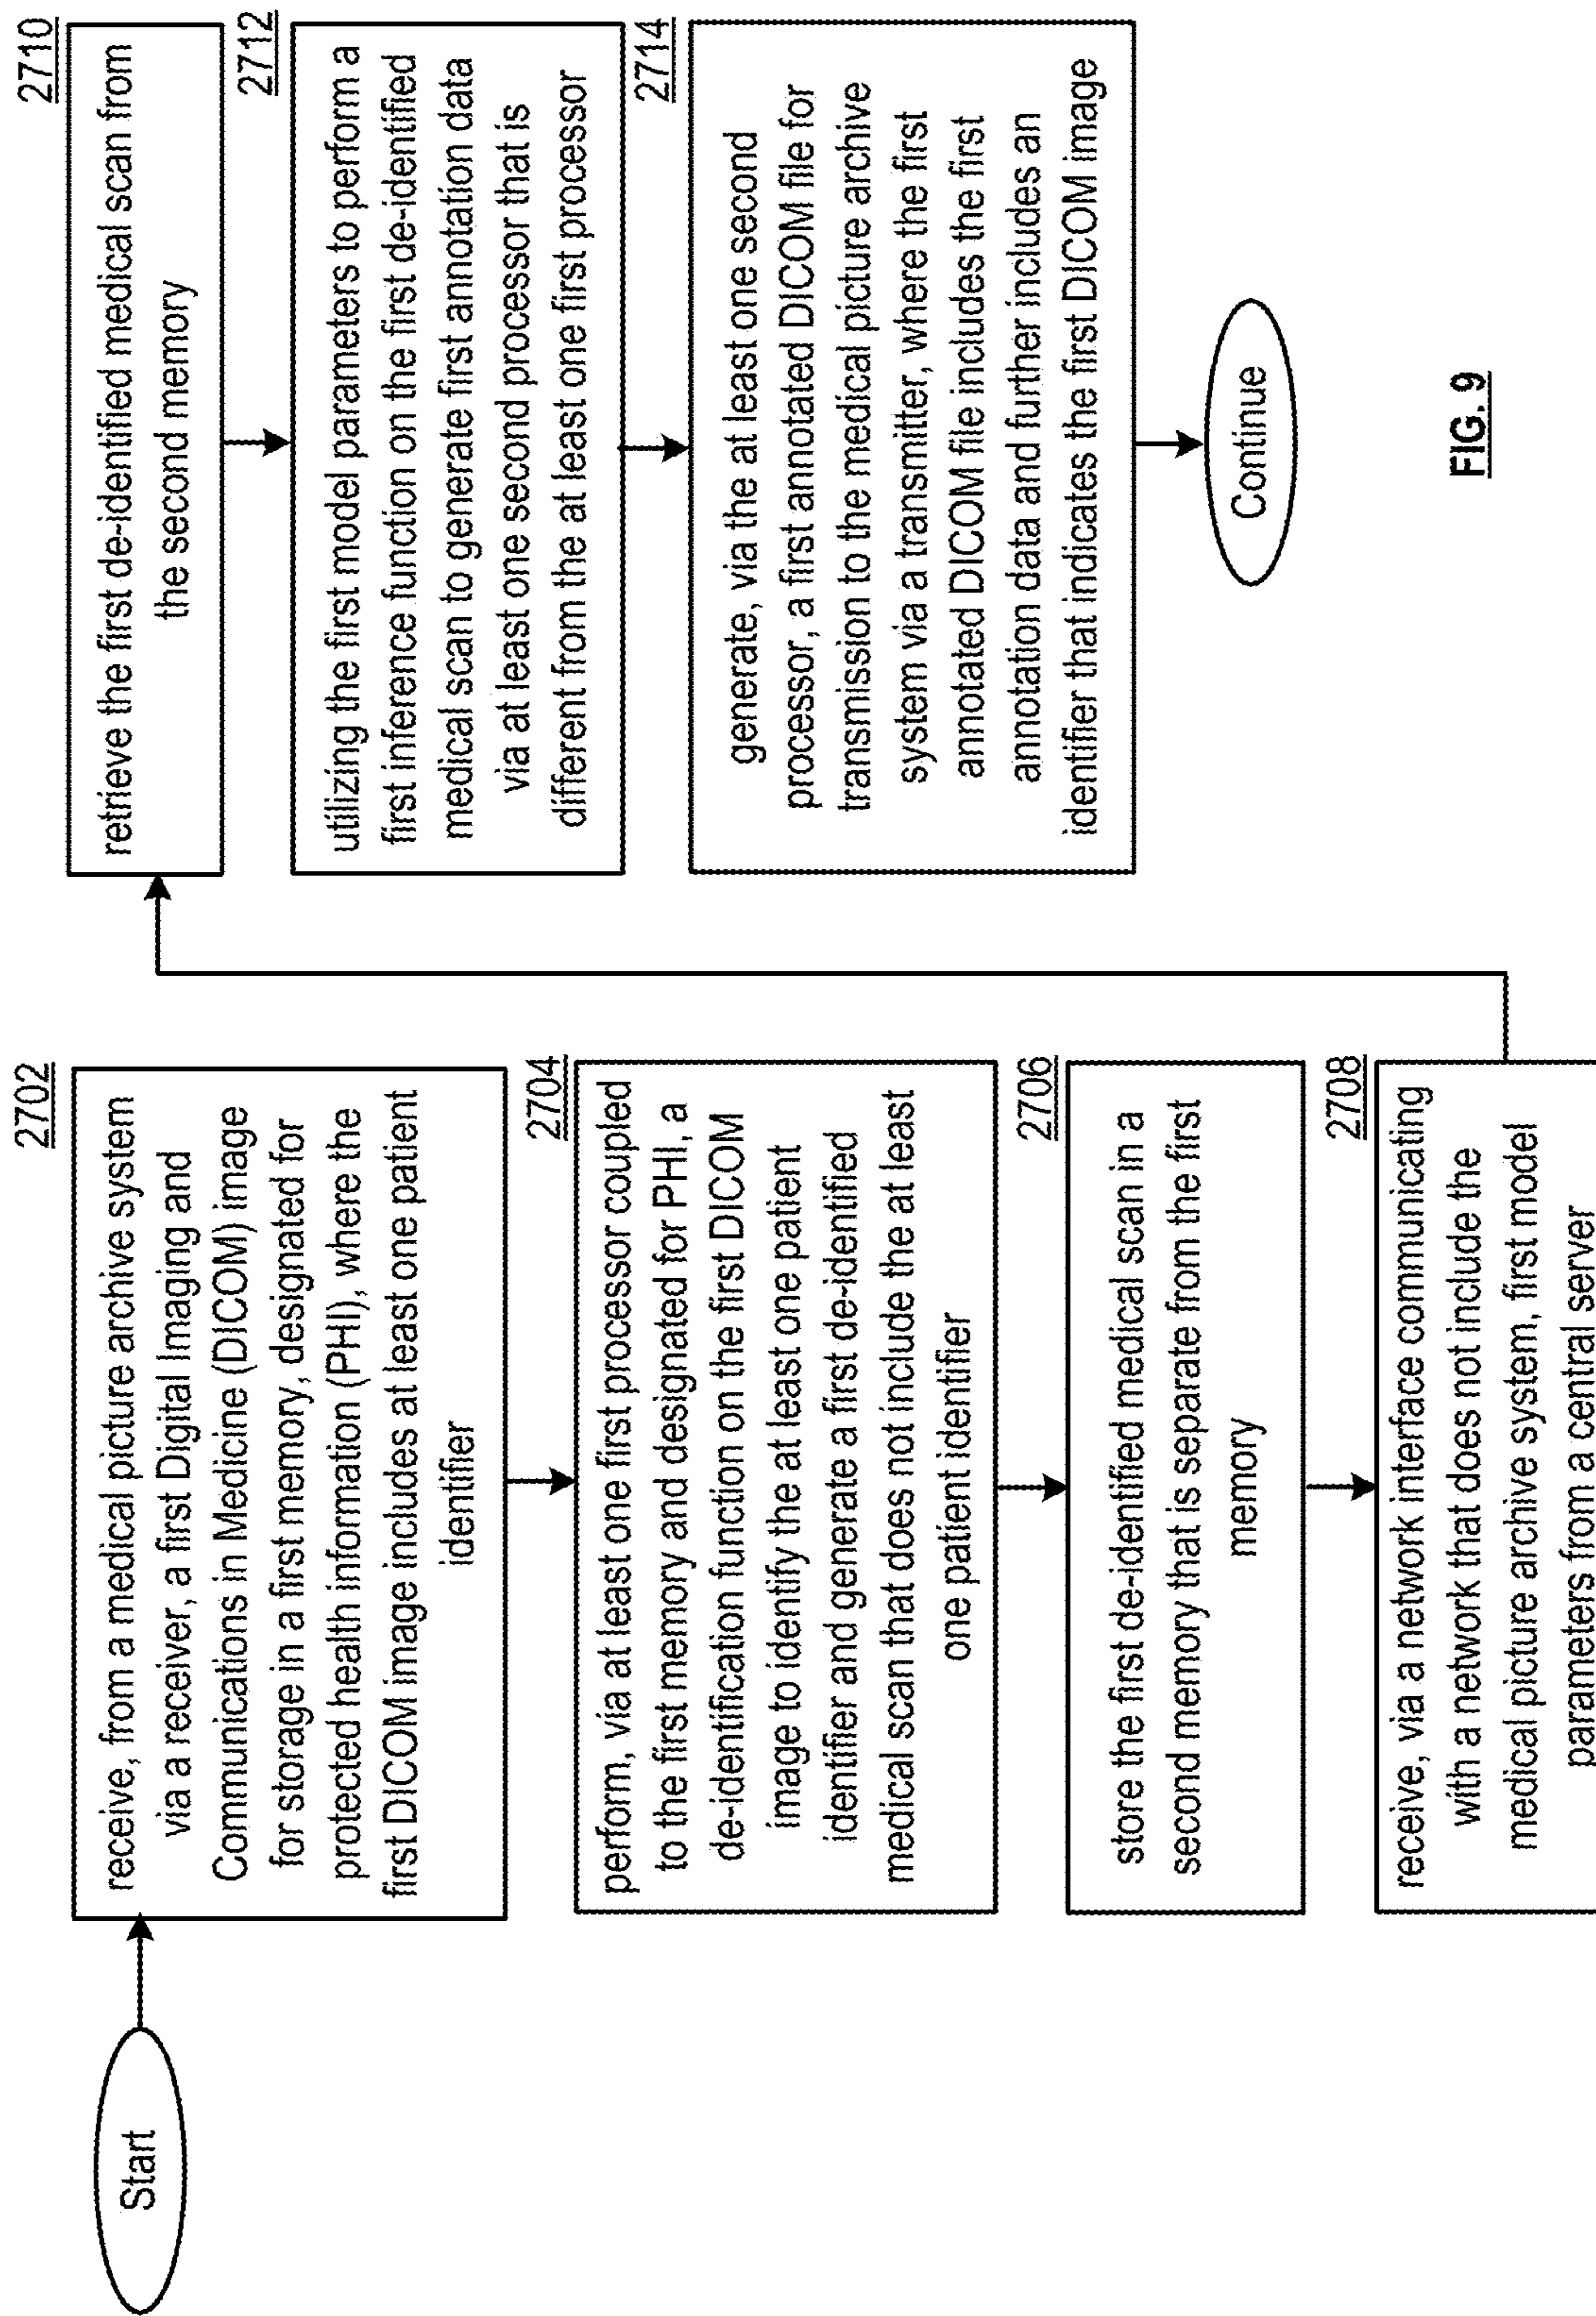 Start
2702
receive, from a medical picture archive system
via a receiver, a first Digital Imaging and
Communications in Medicine (DICOM) image
for storage in a first memory, designated for
protected health information (PHI), where the
first DICOM image includes at least one patient
identifier
2704
perform, via at least one first processor coupled
to the first memory and designated for PHI, a
de-identification function on the first DICOM
image to identify the at least one patient
identifier and generate a first de-identified
medical scan that does not include the at least
one patient identifier
2706
store the first de-identified medical scan in a
second memory that is separate from the first
memory
2708
receive, via a network interface communicating
with a network that does not include the
medical picture archive system, first model
parameters from a central server
2710
retrieve the first de-identified medical scan from
the second memory
2712
utilizing the first model parameters to perform a
first inference function on the first de-identified
medical scan to generate first annotation data
via at least one second processor that is
different from the at least one first processor
2714
generate, via the at least one second
processor, a first annotated DICOM file for
transmission to the medical picture archive
system via a transmitter, where the first
annotated DICOM file includes the first
annotation data and further includes an
identifier that indicates the first DICOM image
Continue
FIG. 9